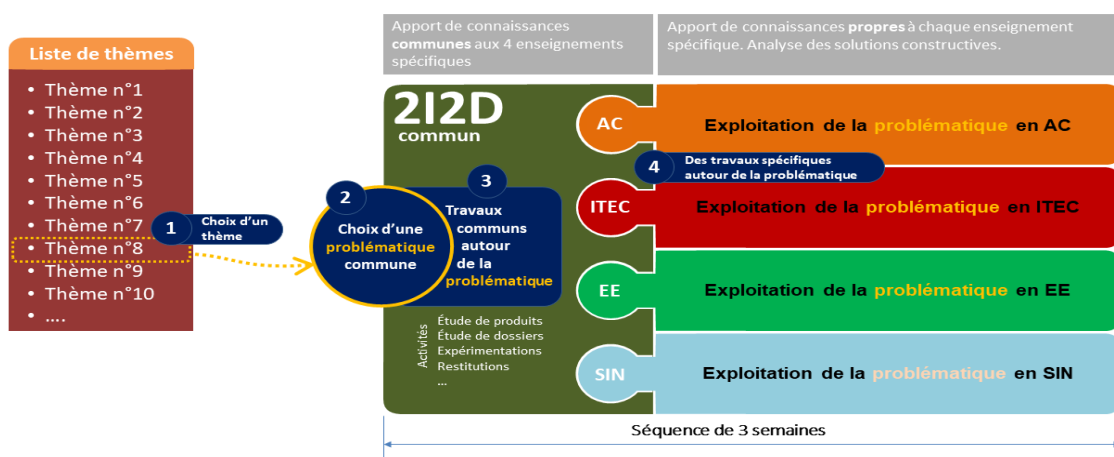 Liste de thèmes
• Thème n°1
• Thème n°2
• Thème n°3
• Thème n°4
• Thème n°5
• Thème n°6
• Thème n°7
• Thème n°8
• Thème n°9
• Thème n°10
• ....
1
Choix d'un
thème
Apport de connaissances
communes aux 4 enseignements
spécifiques
Apport de connaissances propres à chaque enseignement
spécifique. Analyse des solutions constructives.
2I2D
commun
2
Choix d'une
problématique
commune
3
Travaux
communs
autour
de la
problématique
Activités
Étude de produits
Étude de dossiers
Expérimentations
Restitutions
...
4
Des travaux spécifiques
autour de la problématique
AC
Exploitation de la problématique en AC
ITEC
Exploitation de la problématique en ITEC
EE
Exploitation de la problématique en EE
SIN
Exploitation de la problématique en SIN
Séquence de 3 semaines